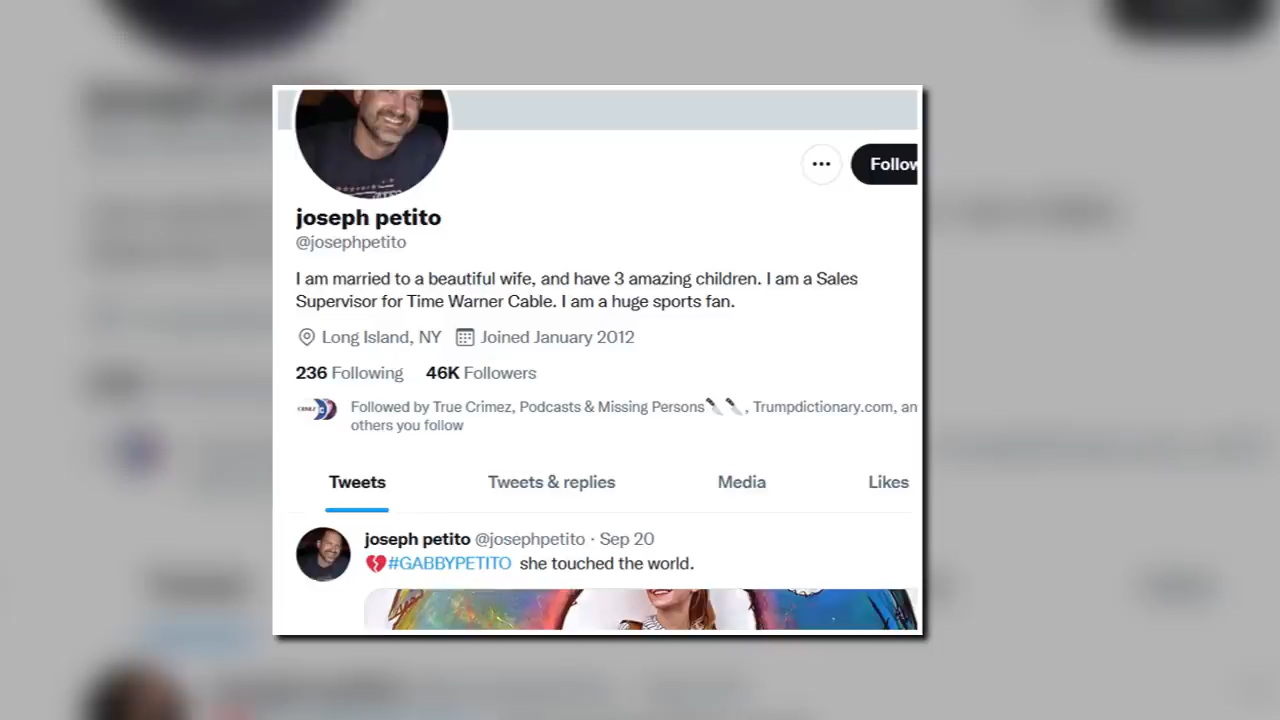 Follow
joseph petito
@josephpetito
I am married to a beautiful wife, and have 3 amazing children. I am a Sales
Supervisor for Time Warner Cable. I am a huge sports fan.
Long Island, NY Joined January 2012
236 Following 46K Followers
Followed by True Crimez, Podcasts & Missing Persons🔪🔪, Trumpdictionary.com, an
others you follow
Tweets Tweets & replies Media Likes
joseph petito @josephpetito · Sep 20
💔#GABBYPETITO she touched the world.